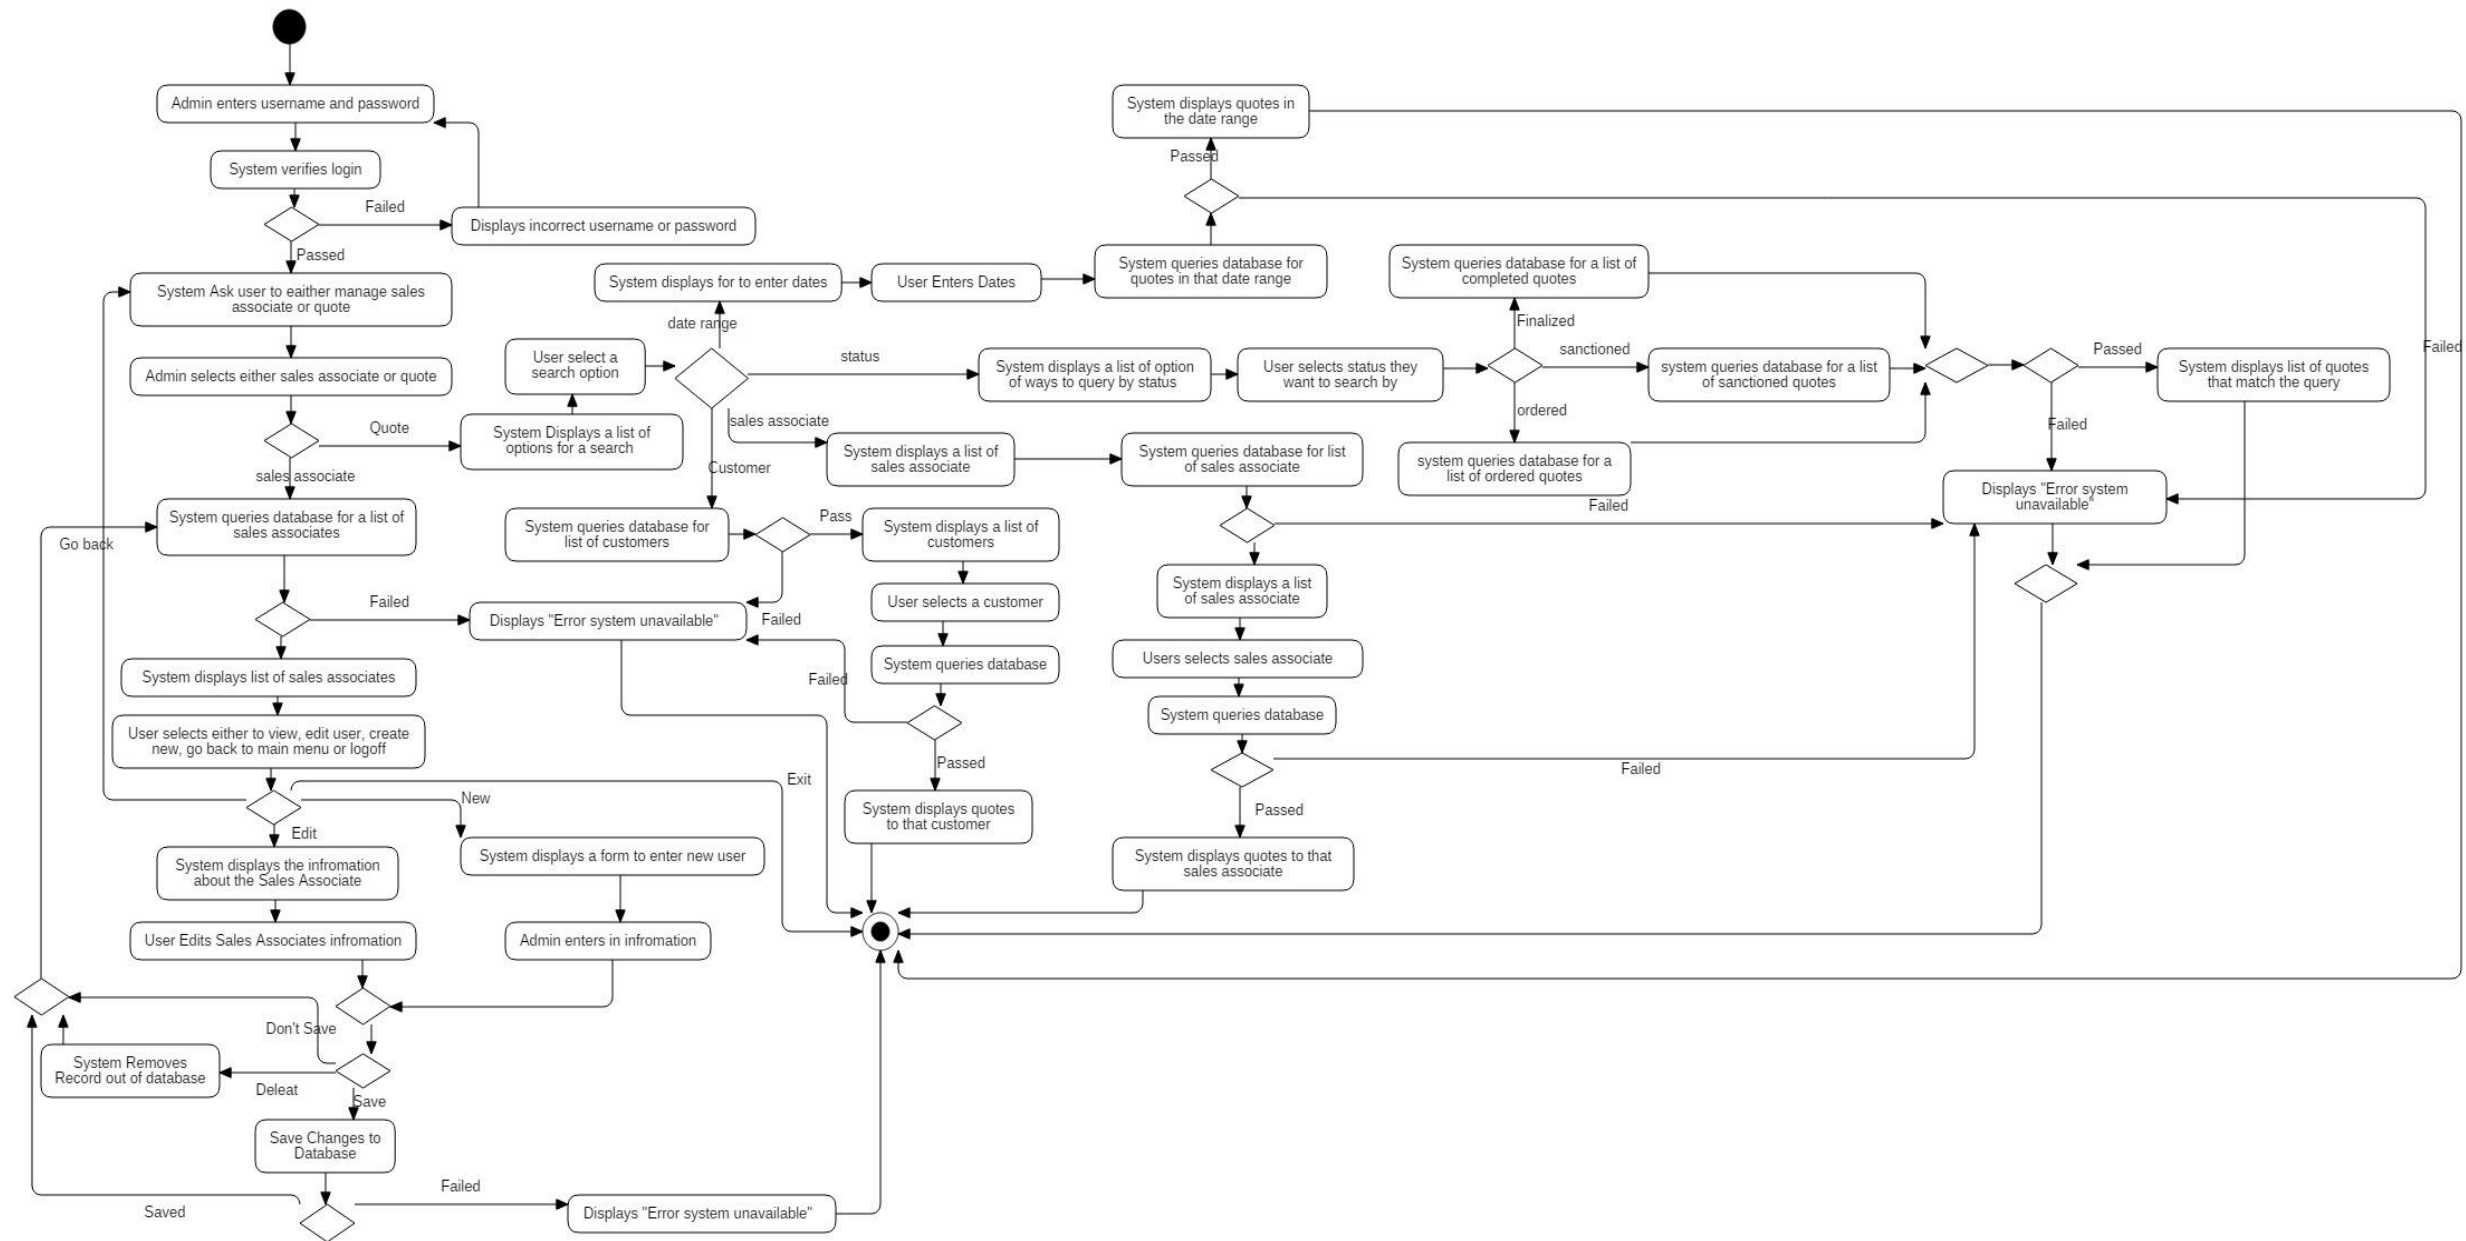 Admin enters username and password
System verifies login
Failed
Displays incorrect username or password
Passed
System Ask user to eaither manage sales
associate or quote
Admin selects either sales associate or quote
Quote
sales associate
System queries database for a list of
sales associates
Go back
Failed
System displays list of sales associates
User selects either to view, edit user, create
new, go back to main menu or logoff
Exit
New
Edit
System displays the infromation
about the Sales Associate
User Edits Sales Associates infromation
System displays a form to enter new user
Admin enters in infromation
Don't Save
System Removes
Record out of database
Deleat
Save
Save Changes to
Database
Saved
Failed
Displays "Error system unavailable"
System Displays a list of
options for a search
User select a
search option
date range
System displays for to enter dates
User Enters Dates
System queries database for
quotes in that date range
Passed
System displays quotes in
the date range
Failed
status
System displays a list of option
of ways to query by status
User selects status they
want to search by
Finalized
System queries database for a list of
completed quotes
sanctioned
system queries database for a list
of sanctioned quotes
ordered
system queries database for a
list of ordered quotes
Passed
System displays list of quotes
that match the query
Failed
Displays "Error system
unavailable"
sales associate
System displays a list of
sales associate
System queries database for list
of sales associate
Failed
System displays a list
of sales associate
Users selects sales associate
System queries database
Failed
Passed
System displays quotes to that
sales associate
Customer
System queries database for
list of customers
Pass
System displays a list of
customers
Failed
Displays "Error system unavailable"
User selects a customer
System queries database
Failed
Passed
System displays quotes
to that customer